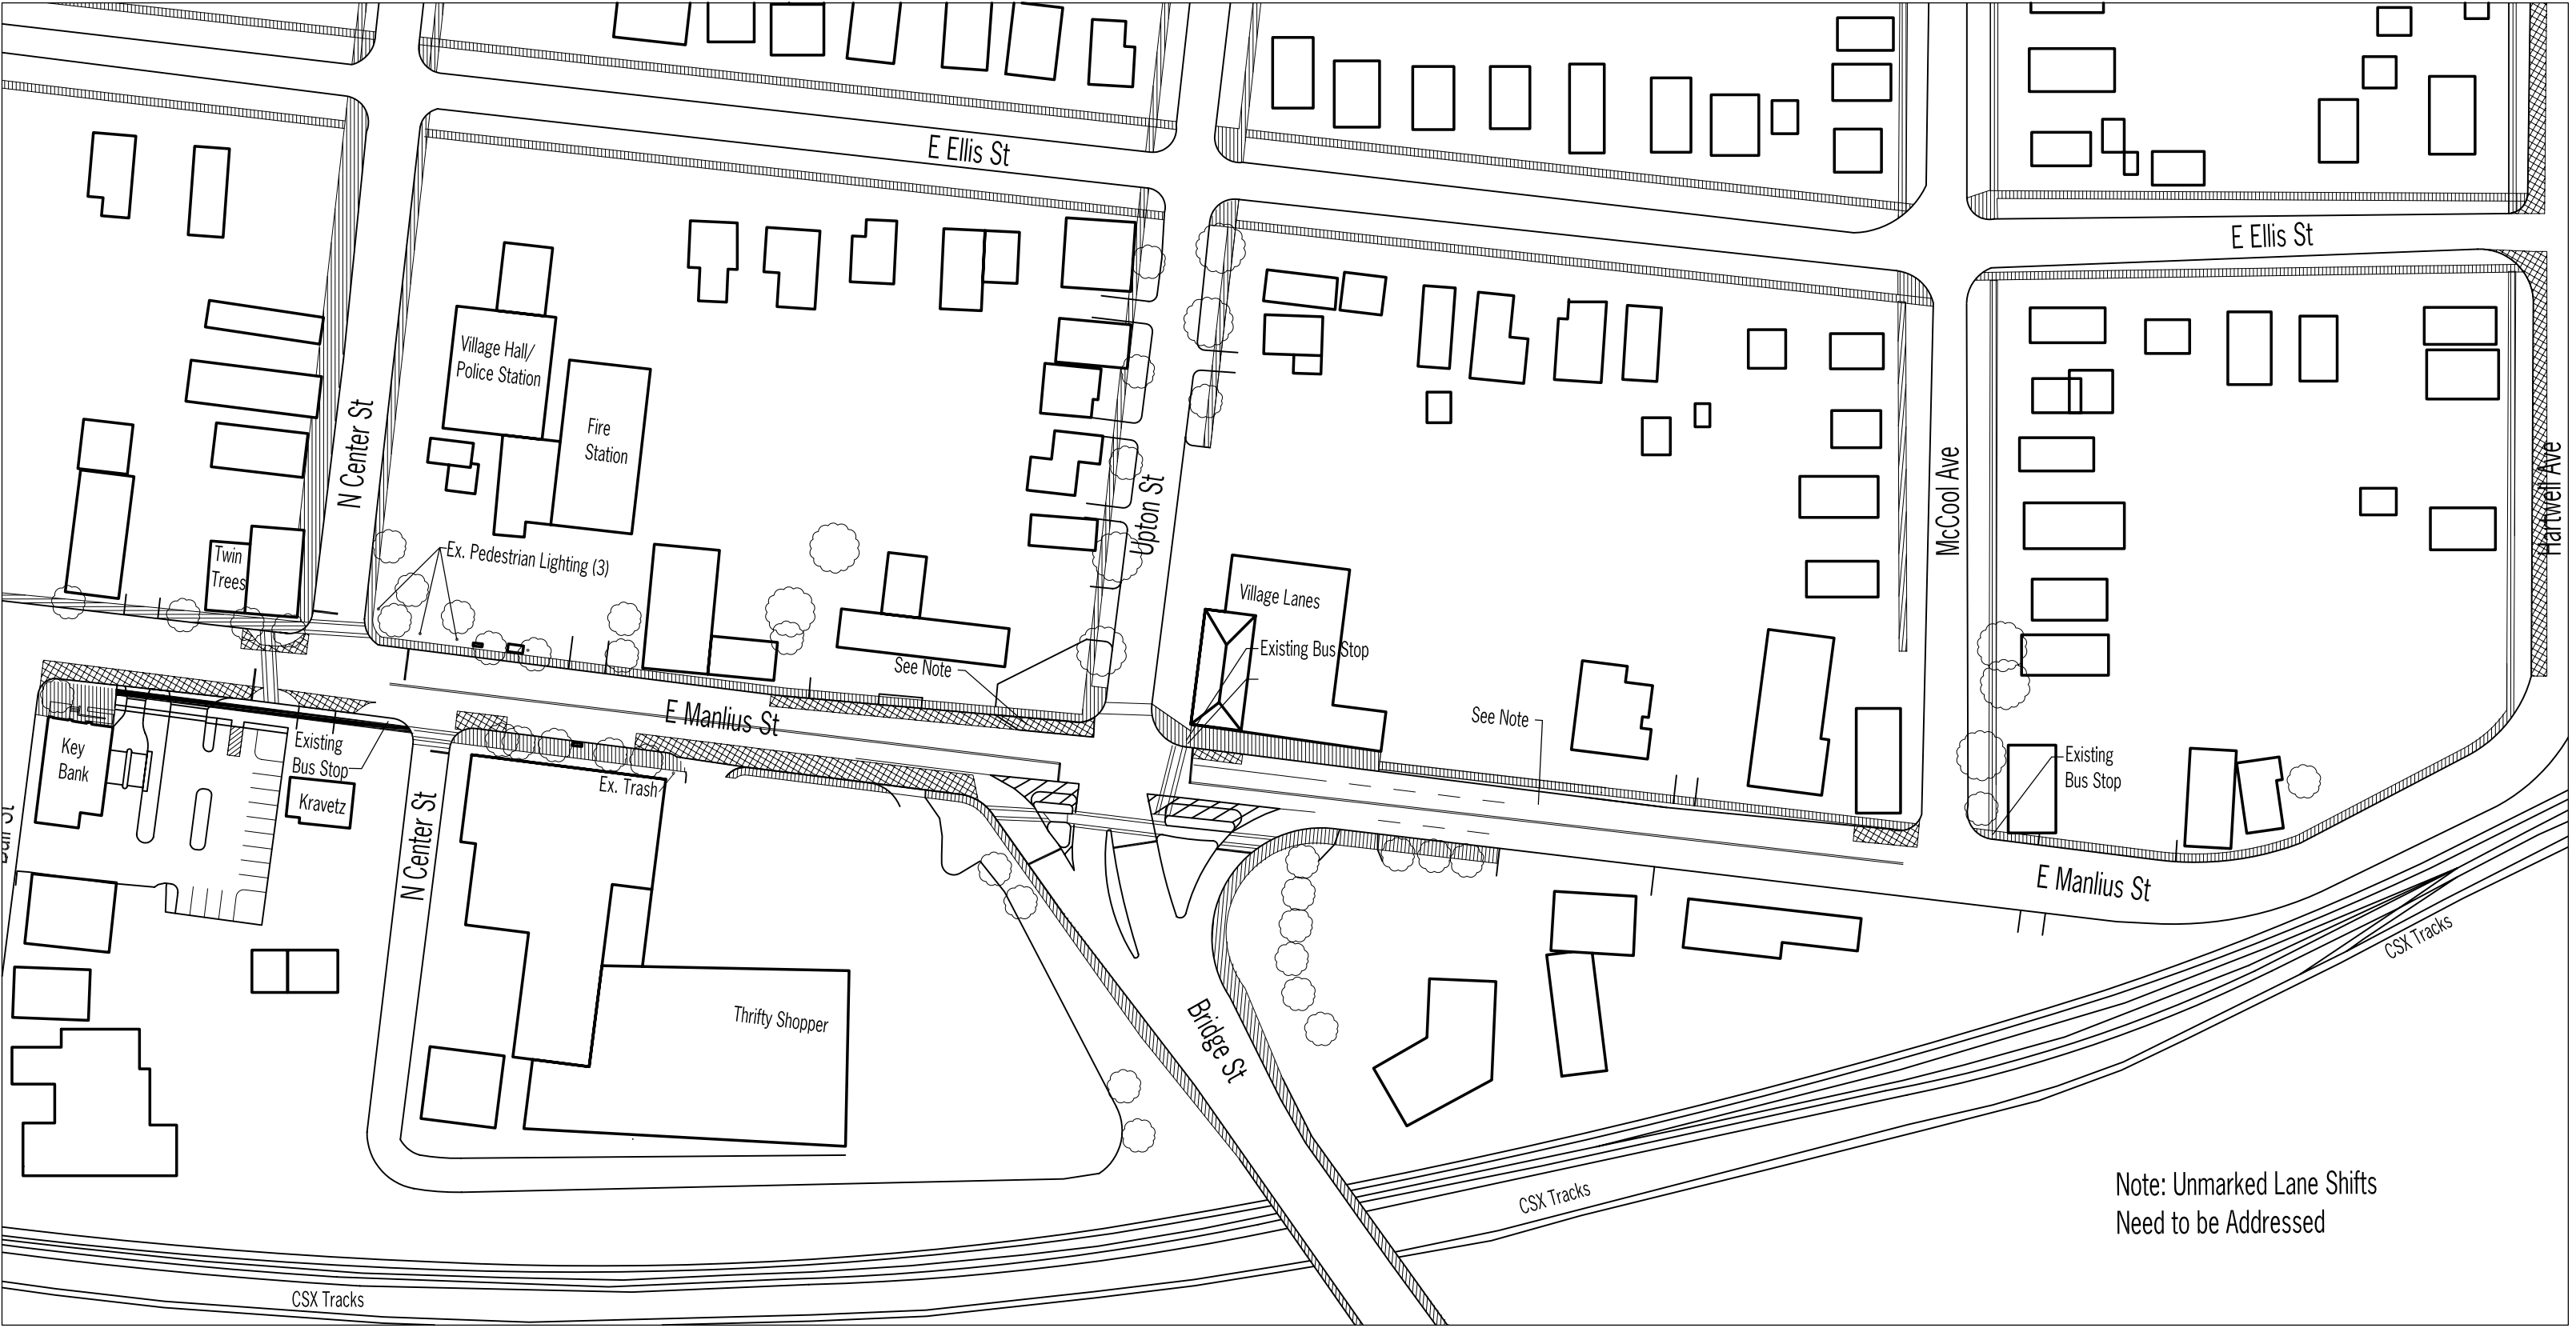 E Ellis St
E Ellis St
Village Hall/
Police Station
Fire
Station
N Center St
Upton St
McCool Ave
Hartwell Ave
Twin
Trees
Ex. Pedestrian Lighting (3)
Village Lanes
Existing Bus Stop
See Note
E Manlius St
See Note
Key
Bank
Existing
Bus Stop
Kravetz
Ex. Trash
Existing
Bus Stop
N Center St
E Manlius St
CSX Tracks
Thrifty Shopper
Bridge St
CSX Tracks
Note: Unmarked Lane Shifts
Need to be Addressed
CSX Tracks